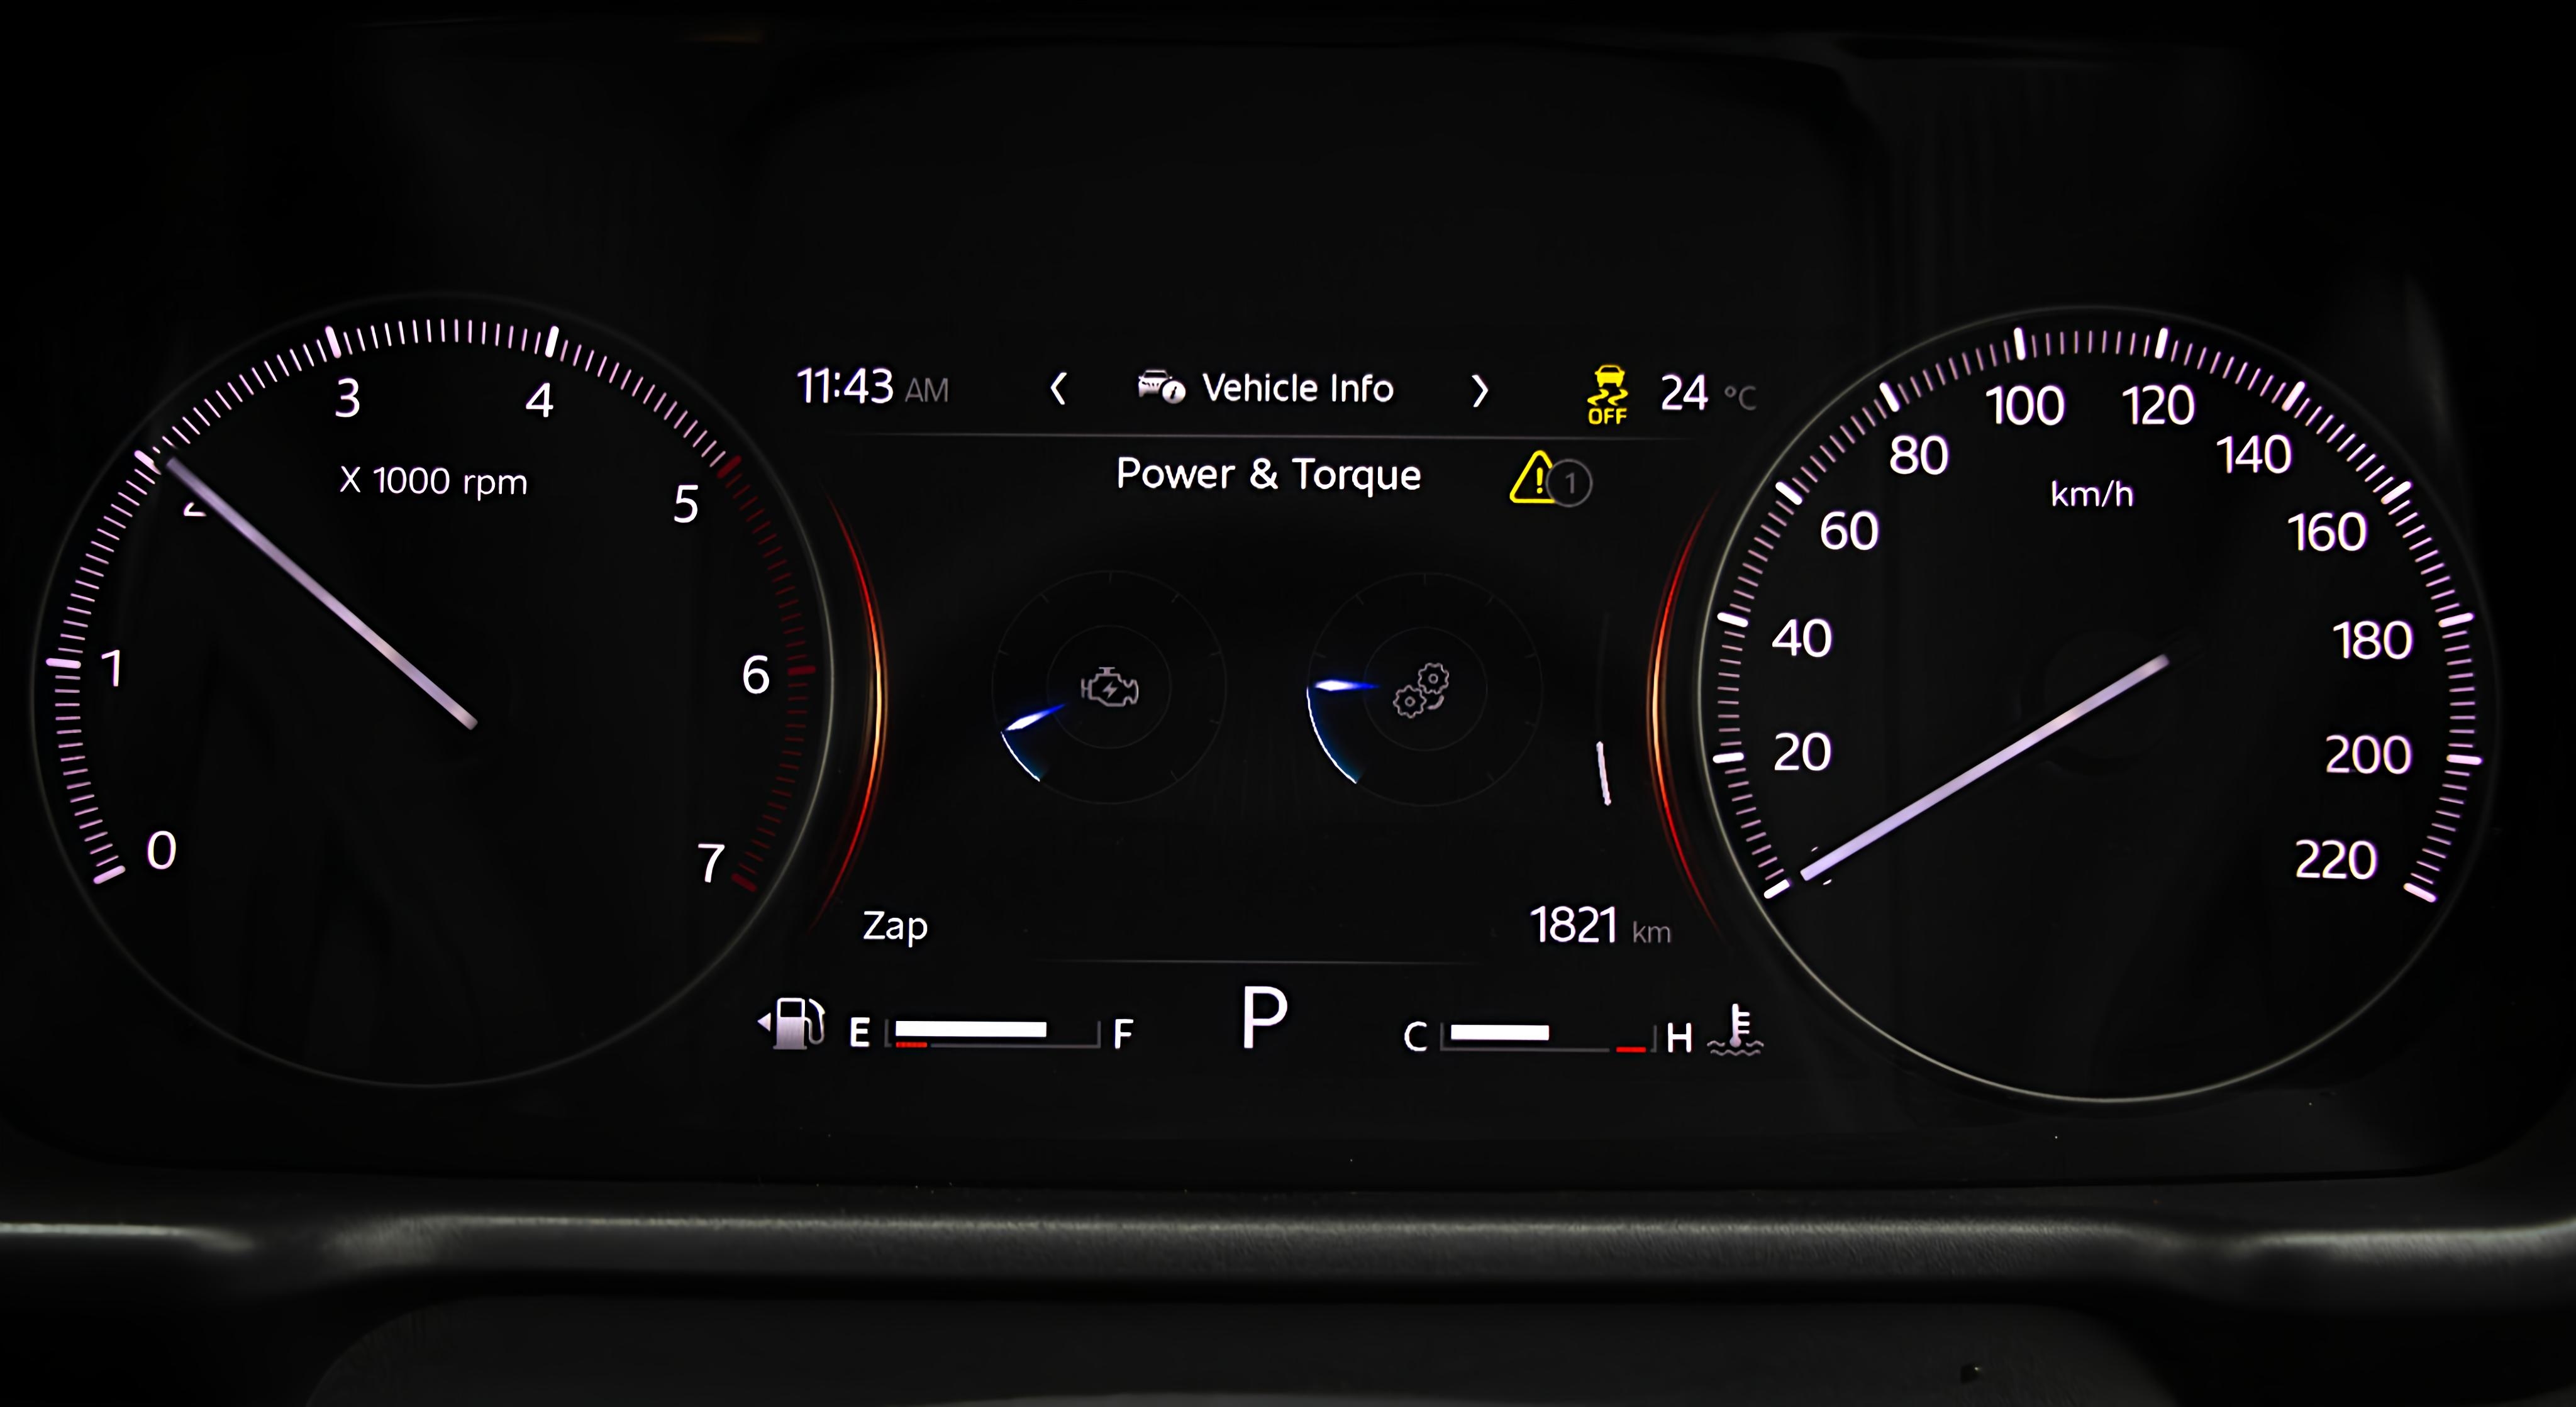 11:43 AM
Vehicle Info
OFF
24 °C
Power & Torque
1
0
1
3
4
5
6
7
X 1000 rpm
20
40
60
80
100
120
140
160
180
200
220
km/h
Zap
1821 km
E
F
P
C
H